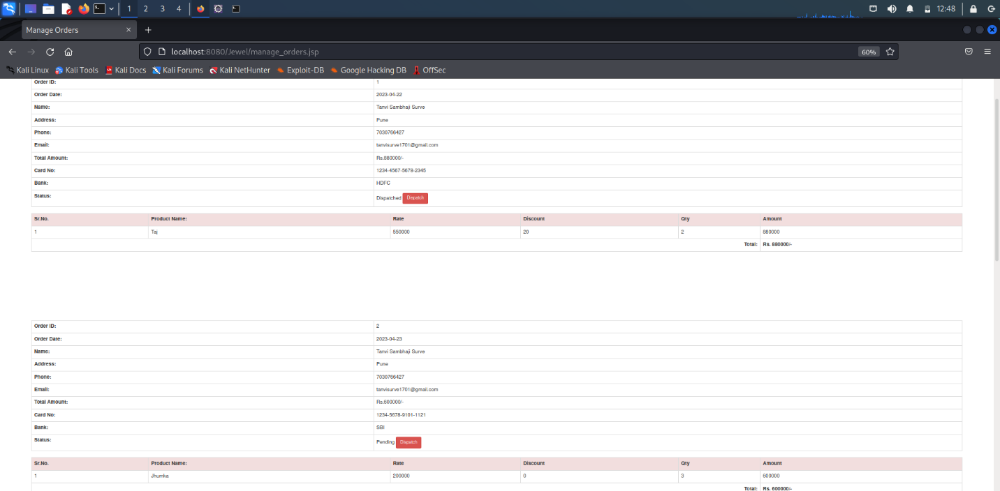 1 2 3 4 12:48
Manage Orders
localhost:8080/Jewel/manage_orders.jsp 60%
Kali Linux Kali Tools Kali Docs Kali Forums Kali NetHunter Exploit-DB Google Hacking DB OffSec
Order ID: 1
Order Date: 2023-04-22
Name: Tanvi Sambhaji Surve
Address: Pune
Phone: 7030766427
Email: tanvisurve1701@gmail.com
Total Amount: Rs.880000/-
Card No: 1234-4567-5678-2345
Bank: HDFC
Status: Dispatched Dispatch
Sr.No. Product Name: Rate Discount Qty Amount
1 Taj 550000 20 2 880000
Total: Rs. 880000/-
Order ID: 2
Order Date: 2023-04-23
Name: Tanvi Sambhaji Surve
Address: Pune
Phone: 7030766427
Email: tanvisurve1701@gmail.com
Total Amount: Rs.600000/-
Card No: 1234-5678-9101-1121
Bank: SBI
Status: Pending Dispatch
Sr.No. Product Name: Rate Discount Qty Amount
1 Jhumka 200000 0 3 600000
Total: Rs. 600000/-